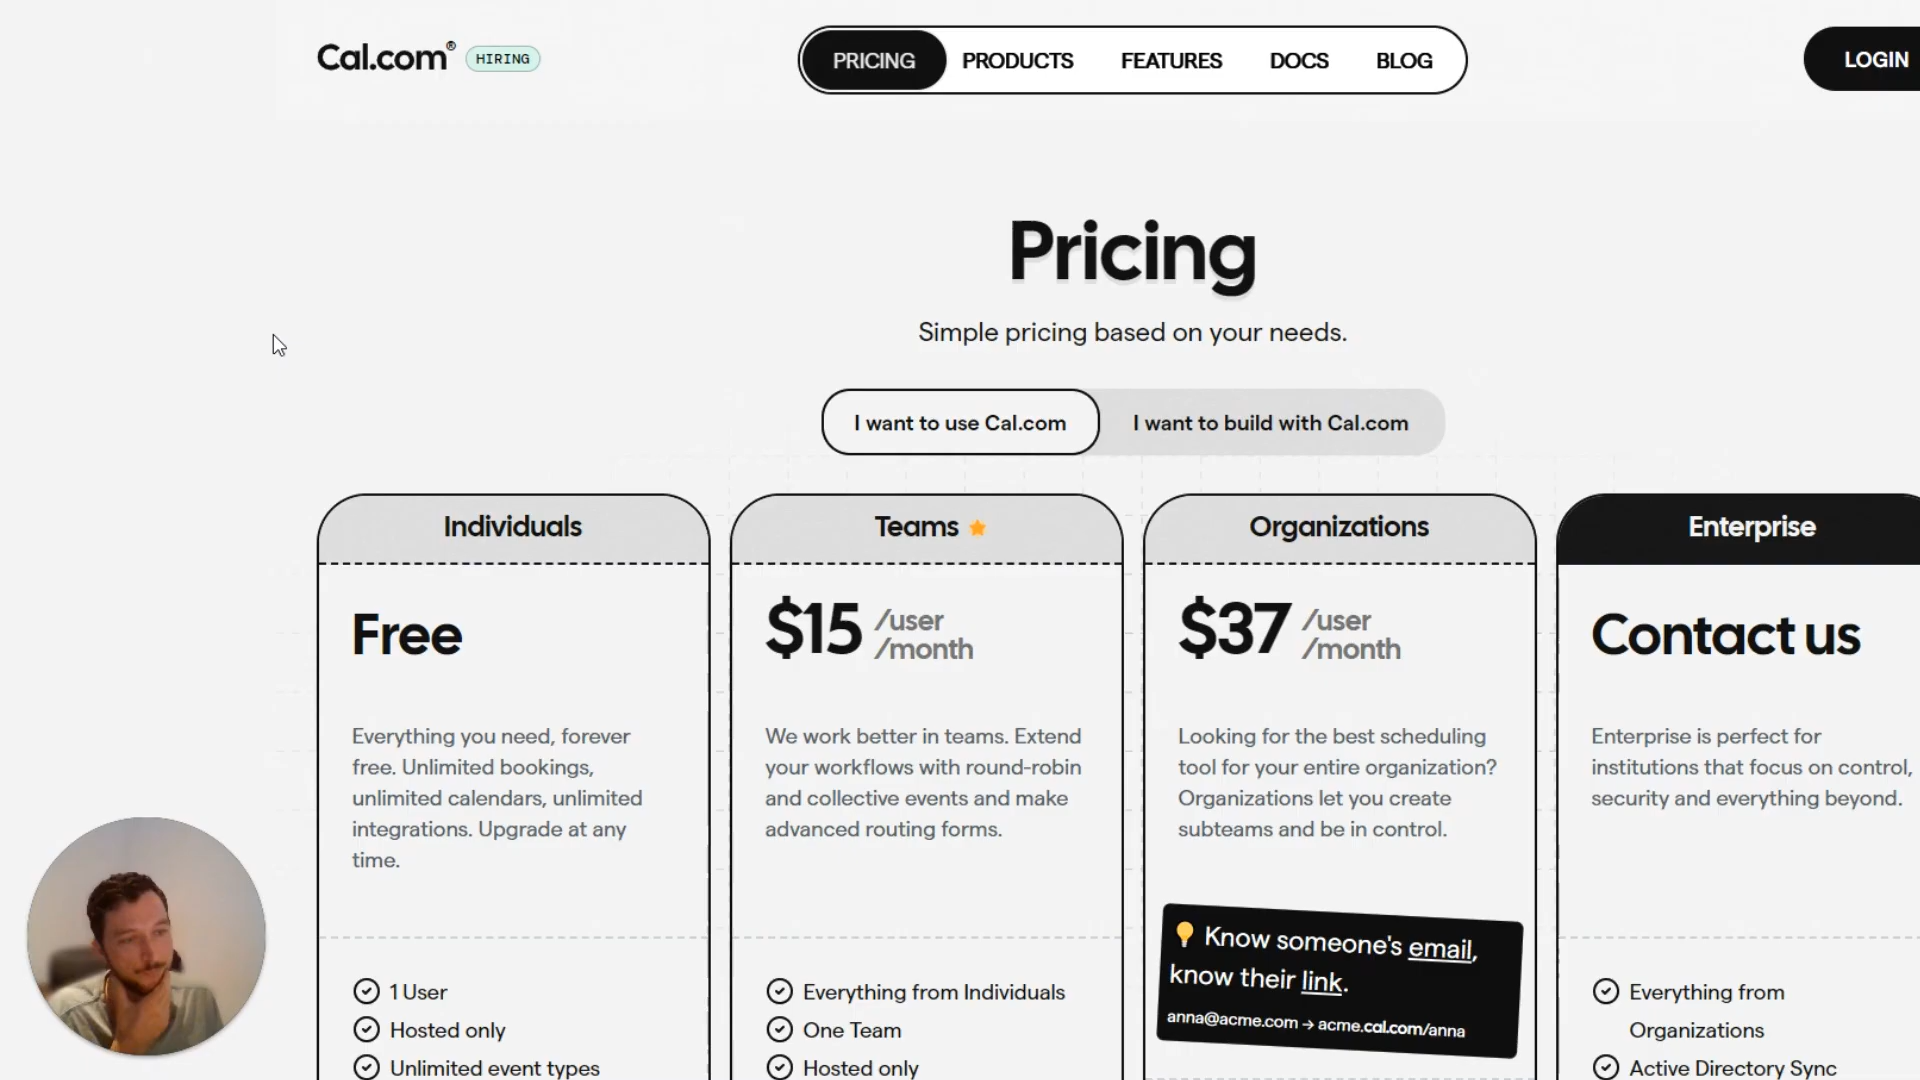 Cal.com® HIRING
PRICING PRODUCTS FEATURES DOCS BLOG
LOGIN
Pricing
Simple pricing based on your needs.
I want to use Cal.com I want to build with Cal.com
Individuals
Free
Everything you need, forever
free. Unlimited bookings,
unlimited calendars, unlimited
integrations. Upgrade at any
time.
1 User
Hosted only
Unlimited event types
Teams
$15 /user
/month
We work better in teams. Extend
your workflows with round-robin
and collective events and make
advanced routing forms.
Everything from Individuals
One Team
Hosted only
Organizations
$37 /user
/month
Looking for the best scheduling
tool for your entire organization?
Organizations let you create
subteams and be in control.
Know someone's email,
know their link.
anna@acme.com → acme.cal.com/anna
Enterprise
Contact us
Enterprise is perfect for
institutions that focus on control,
security and everything beyond.
Everything from
Organizations
Active Directory Sync